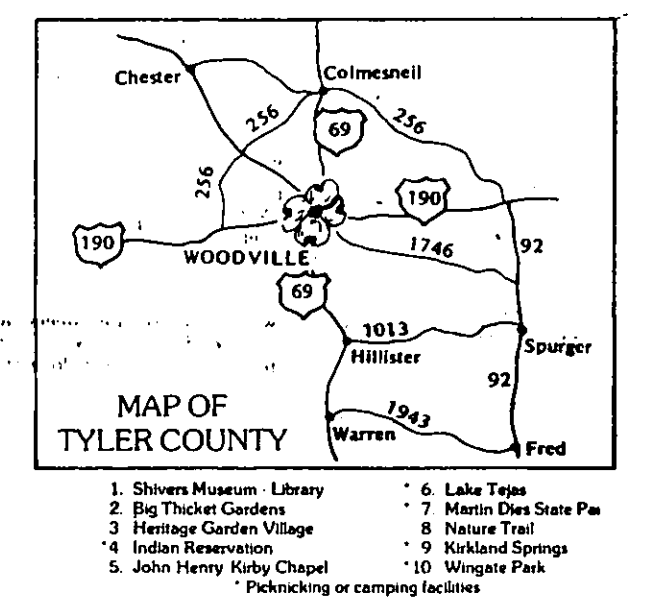 Chester
Colmesneil
256
69
256
256
190
190
WOODVILLE
1746
92
69
1013
Hillister
Spurger
92
MAP OF
TYLER COUNTY
1943
Warren
Fred
1. Shivers Museum - Library
2. Big Thicket Gardens
3 Heritage Garden Village
*4 Indian Reservation
5. John Henry Kirby Chapel
* 6. Lake Tejas
* 7 Martin Dies State Pa
8 Nature Trail
* 9 Kirkland Springs
*10 Wingate Park
* Picknicking or camping facilities